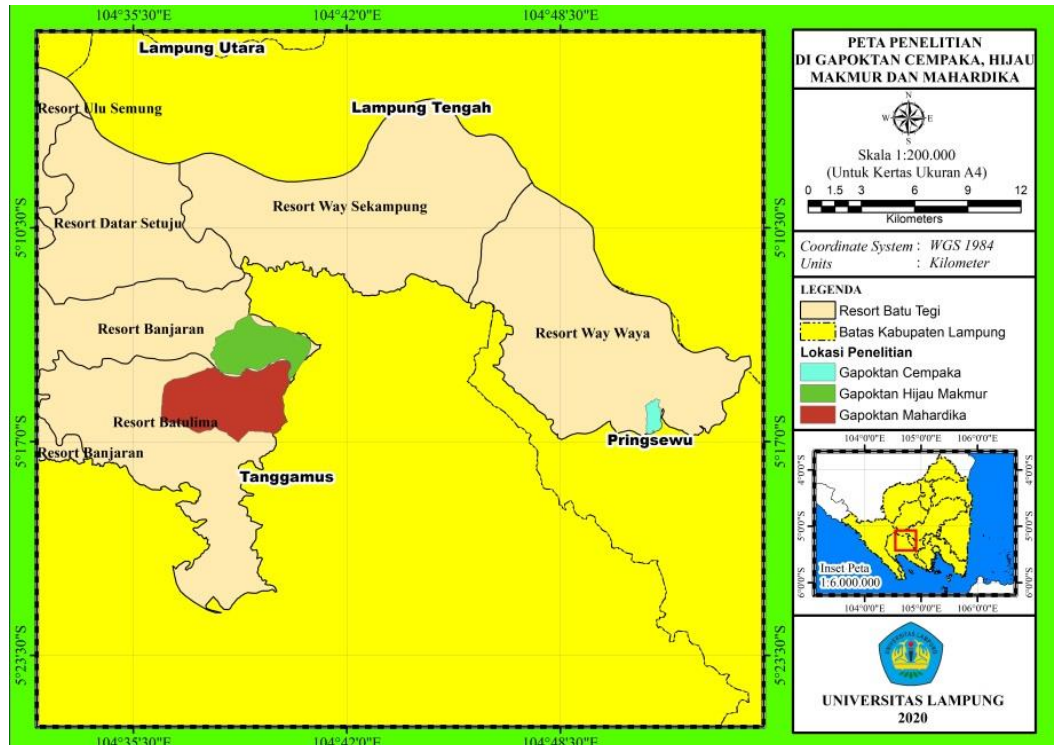 104°35'30"E 104°42'0"E 104°48'30"E
Lampung Utara
Resort Ulu Semung
Lampung Tengah
Resort Way Sekampung
Resort Datar Setuju
5°10'30"S
5°10'30"S
Resort Banjaran
Resort Way Waya
Resort Batulima
Pringsewu
5°17'0"S
5°17'0"S
Resort Banjaran
Tanggamus
5°23'30"S
5°23'30"S
104°35'30"E 104°42'0"E 104°48'30"E
PETA PENELITIAN
DI GAPOKTAN CEMPAKA, HIJAU
MAKMUR DAN MAHARDIKA
N
W E
S
Skala 1:200.000
(Untuk Kertas Ukuran A4)
0 1.5 3 6 9 12
Kilometers
Coordinate System : WGS 1984
Units : Kilometer
LEGENDA
Resort Batu Tegi
Batas Kabupaten Lampung
Lokasi Penelitian
Gapoktan Cempaka
Gapoktan Hijau Makmur
Gapoktan Mahardika
104°0'0"E 105°0'0"E 106°0'0"E
4°0'0"S
4°0'0"S
5°0'0"S
5°0'0"S
6°0'0"S
6°0'0"S
Inset Peta
1:6.000.000
104°0'0"E 105°0'0"E 106°0'0"E
UNIVERSITAS LAMPUNG
2020